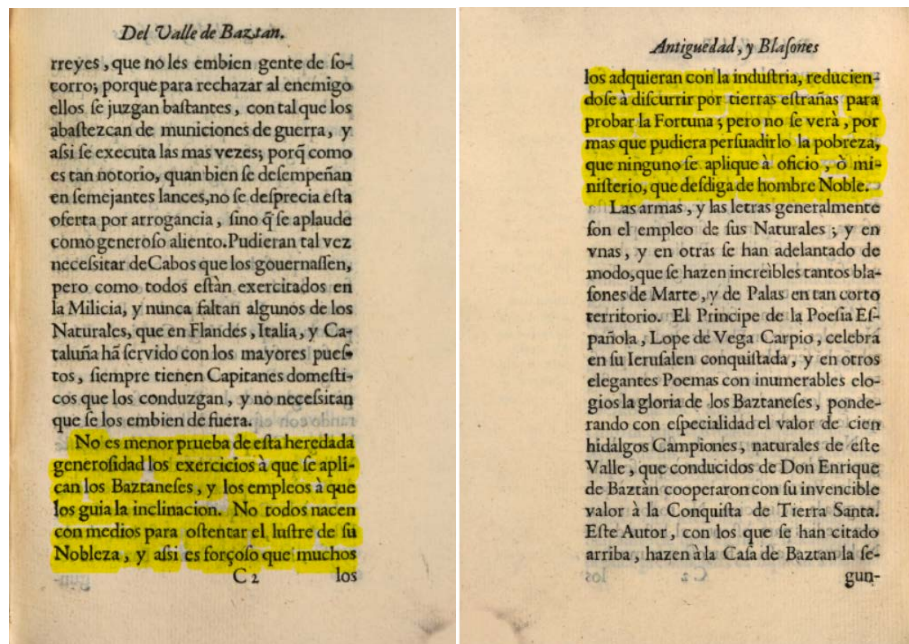 Del Valle de Baztan.
rreyes, que no les embien gente de ſo-
corro; porque para rechazar al enemigo
ellos ſe juzgan baſtantes, con tal que los
abaſtezcan de municiones de guerra, y
aſsi ſe executa las mas vezes; porq̃ como
es tan notorio, quan bien ſe deſempeñan
en ſemejantes lances, no ſe deſprecia eſta
oferta por arrogancia, ſino q̃ ſe aplaude
como generoſo aliento. Pudieran tal vez
neceſsitar de Cabos que los gouernaſſen,
pero como todos eſtàn exercitados en
la Milicia, y nunca faltan algunos de los
Naturales, que en Flandes, Italia, y Ca-
taluña hã ſervido con los mayores pueſ-
tos, ſiempre tienen Capitanes domeſti-
cos que los conduzgan, y no neceſsitan
que ſe los embien de fuera.
No es menor prueba de eſta heredada
generoſidad los exercicios à que ſe apli-
can los Baztaneſes, y los empleos à que
los guia la inclinacion. No todos nacen
con medios para oſtentar el luſtre de ſu
Nobleza, y aſsi es forçoſo que muchos
C 2 los
Antiguedad, y Blaſones
los adquieran con la induſtria, reducien-
doſe à diſcurrir por tierras eſtrañas para
probar la Fortuna; pero no ſe verà, por
mas que pudiera perſuadirlo la pobreza,
que ninguno ſe aplique à oficio, ò mi-
niſterio, que deſdiga de hombre Noble.
Las armas, y las letras generalmente
ſon el empleo de ſus Naturales; y en
vnas, y en otras ſe han adelantado de
modo, que ſe hazen increìbles tantos bla-
ſones de Marte, y de Palas en tan corto
territorio. El Principe de la Poeſia Eſ-
pañola, Lope de Vega Carpio, celebra
en ſu Ieruſalen conquiſtada, y en otros
elegantes Poemas con inumerables elo-
gios la gloria de los Baztaneſes, ponde-
rando con eſpecialidad el valor de cien
hidalgos Campiones, naturales de eſte
Valle, que conducidos de Don Enrique
de Baztàn cooperaron con ſu invencible
valor à la Conquiſta de Tierra Santa.
Eſte Autor, con los que ſe han citado
arriba, hazen à la Caſa de Baztan la ſe-
gun-